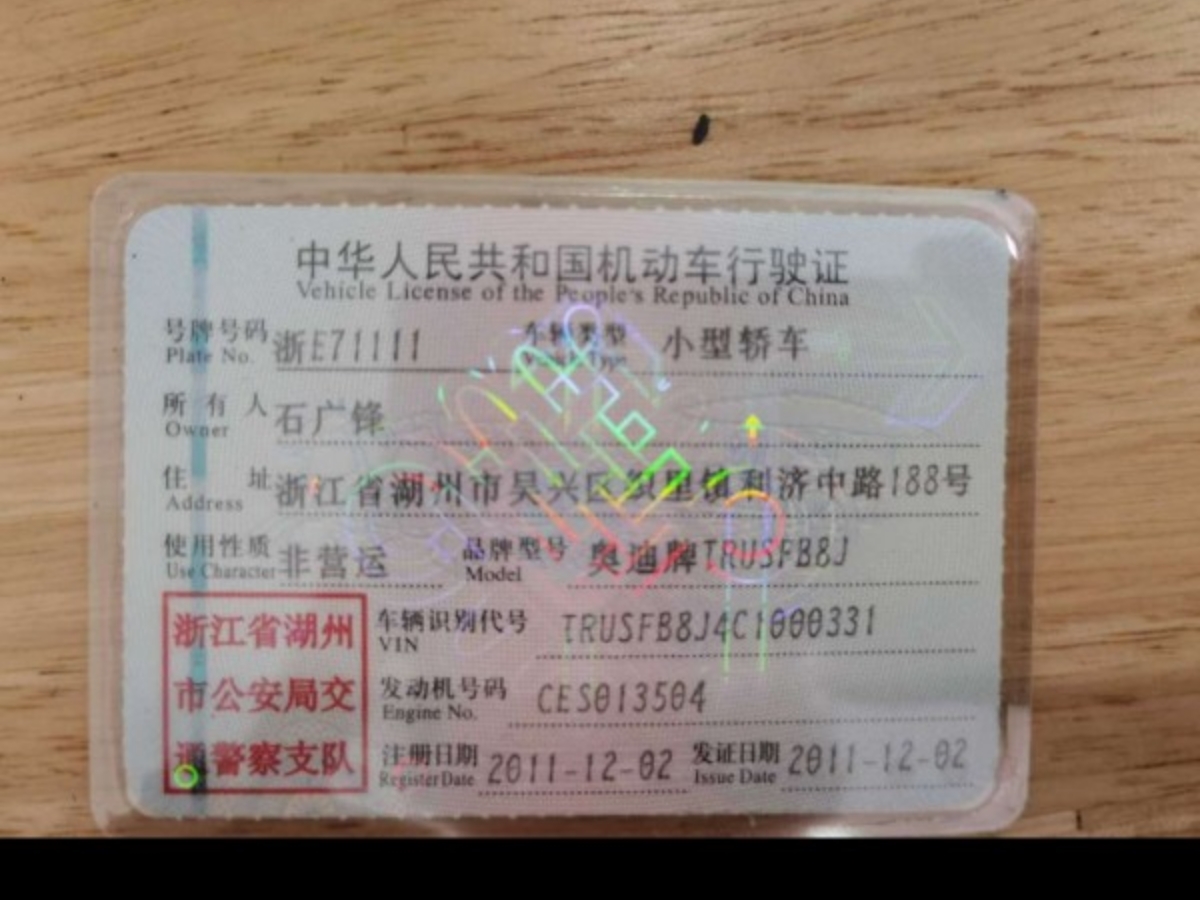 中华人民共和国机动车行驶证
Vehicle License of the People's Republic of China
号牌号码 浙E71111 车辆类型 小型轿车
Plate No.
所有人 石广锋
Owner
住址 浙江省湖州市吴兴区织里镇利济中路188号
Address
使用性质 非营运 品牌型号 奥迪牌TRUSFB8J
Use Character Model
浙江省湖州
市公安局交
通警察支队
车辆识别代号 TRUSFB8J4C1000331
VIN
发动机号码 CES013504
Engine No.
注册日期 2011-12-02 发证日期 2011-12-02
Register Date Issue Date